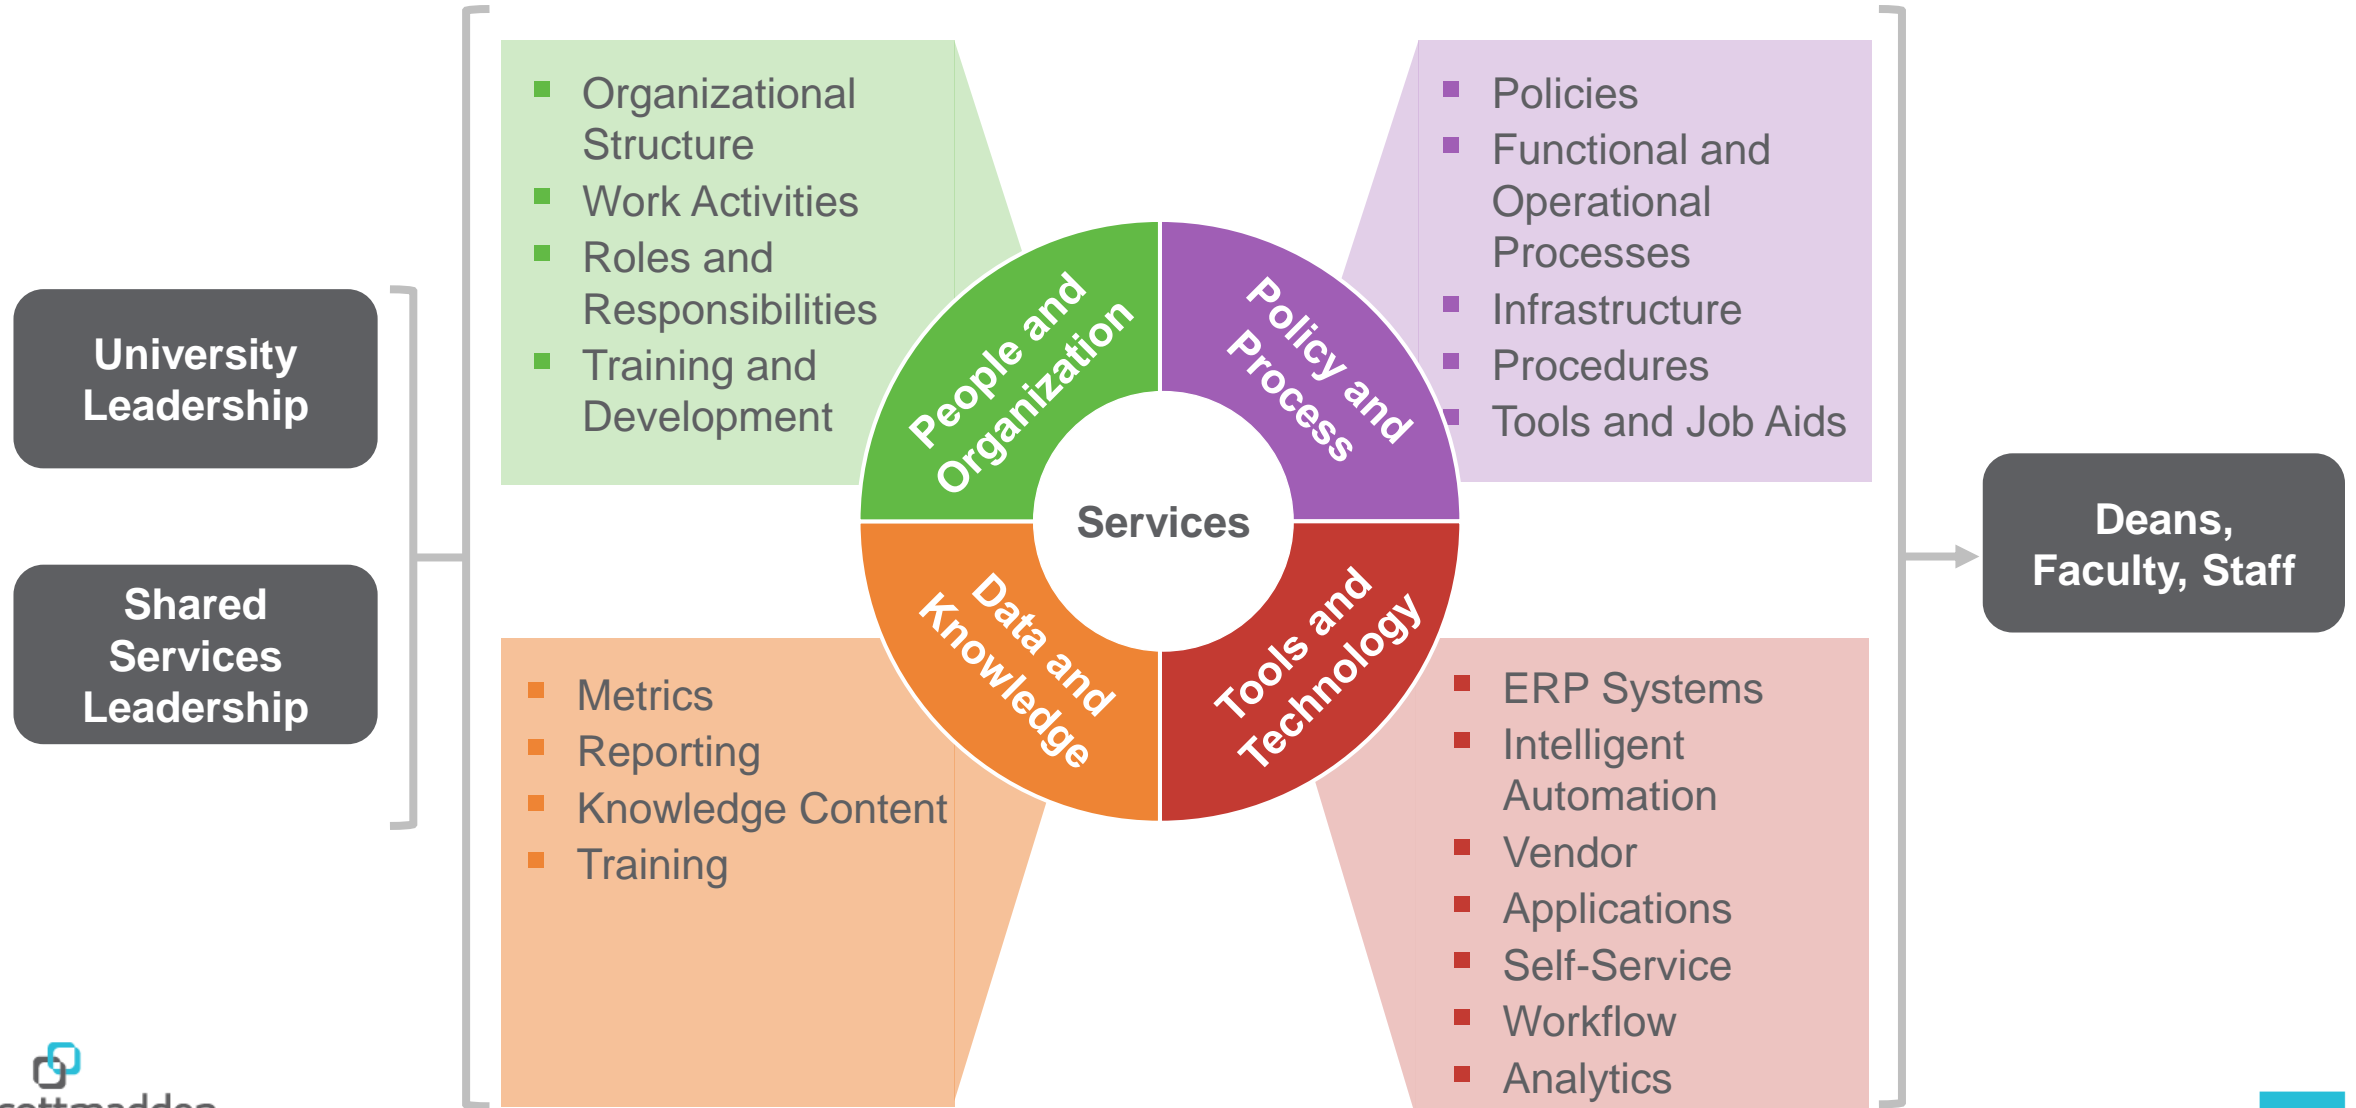 University
Leadership
Shared
Services
Leadership
Organizational
Structure
Work Activities
Roles and
Responsibilities
Training and
Development
Policies
Functional and
Operational
Processes
Infrastructure
Procedures
Tools and Job Aids
People and
Organization
Policy and
Process
Services
Data and
Knowledge
Tools and
Technology
Metrics
Reporting
Knowledge Content
Training
ERP Systems
Intelligent
Automation
Vendor
Applications
Self-Service
Workflow
Analytics
Deans,
Faculty, Staff